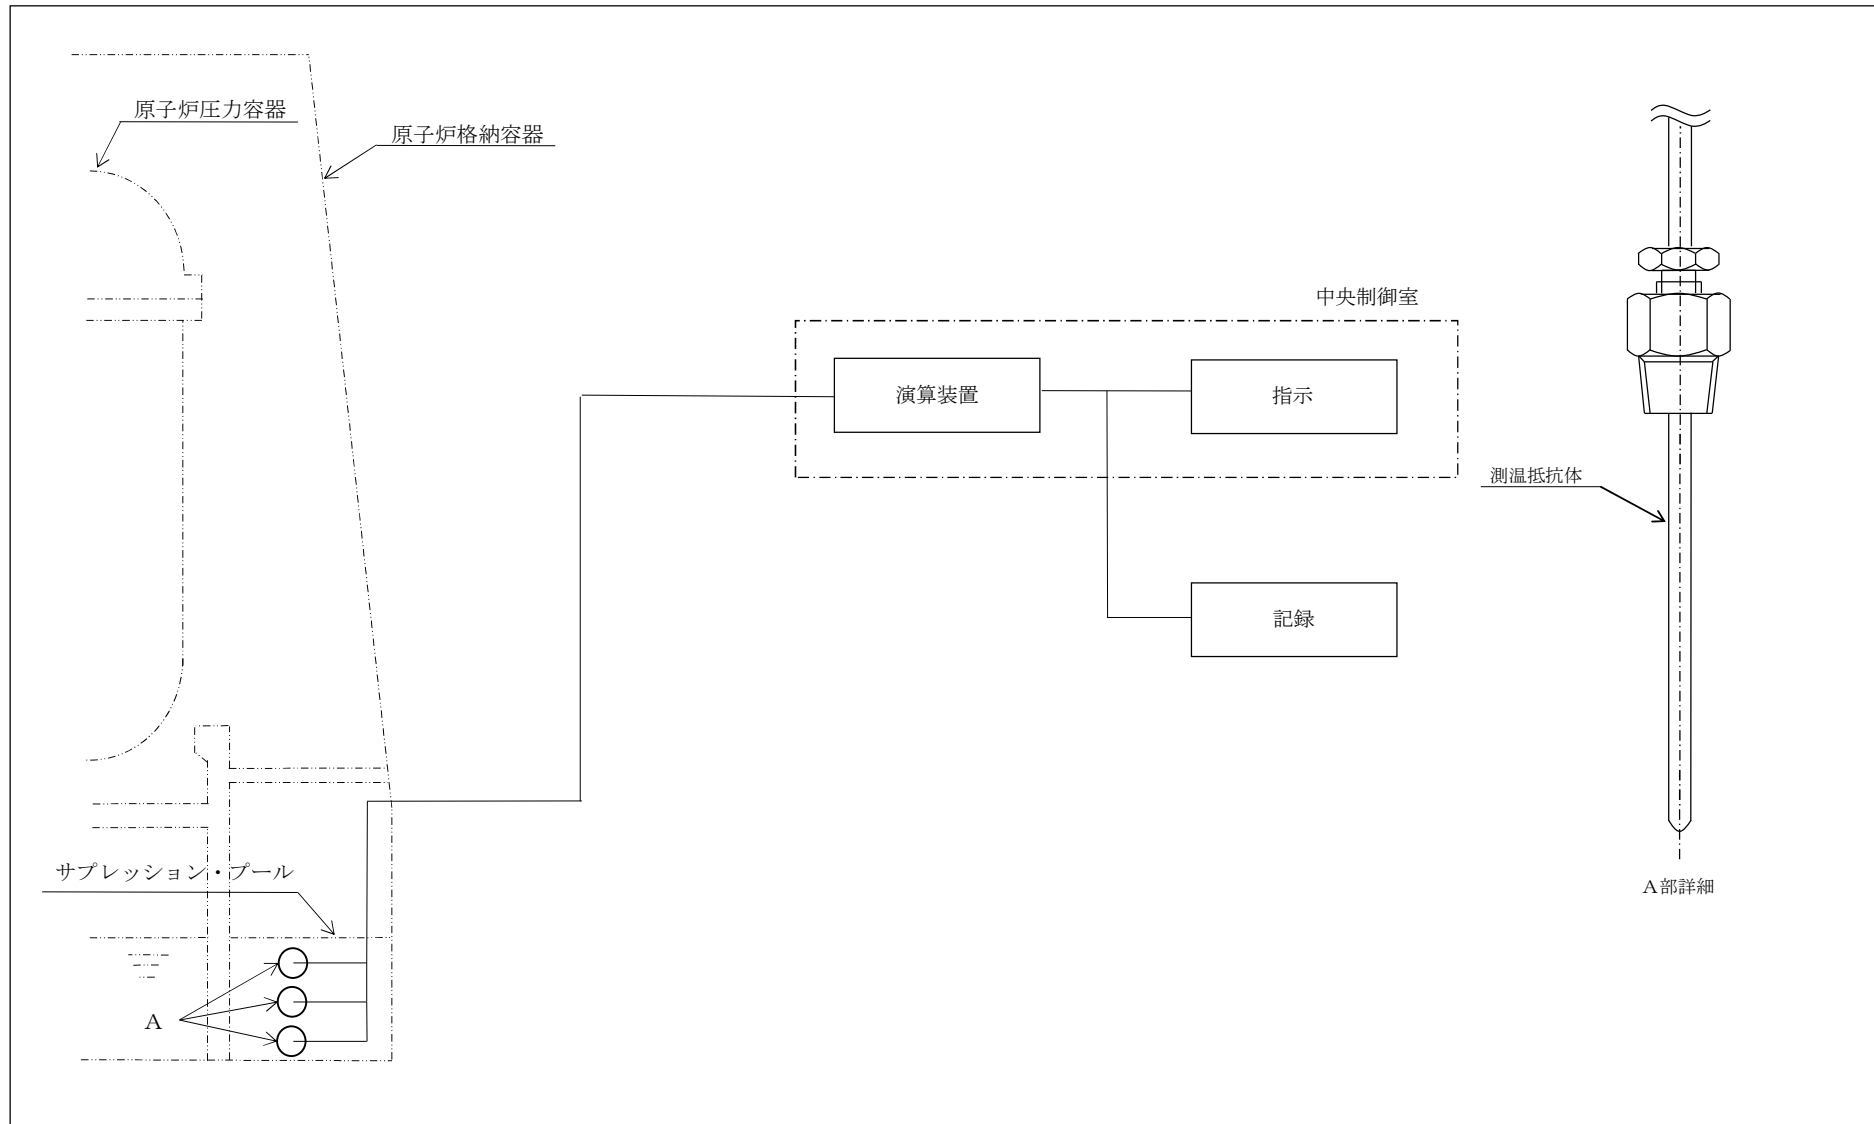 原子炉圧力容器
原子炉格納容器
中央制御室
演算装置
指示
測温抵抗体
記録
サプレッション・プール
A部詳細
A